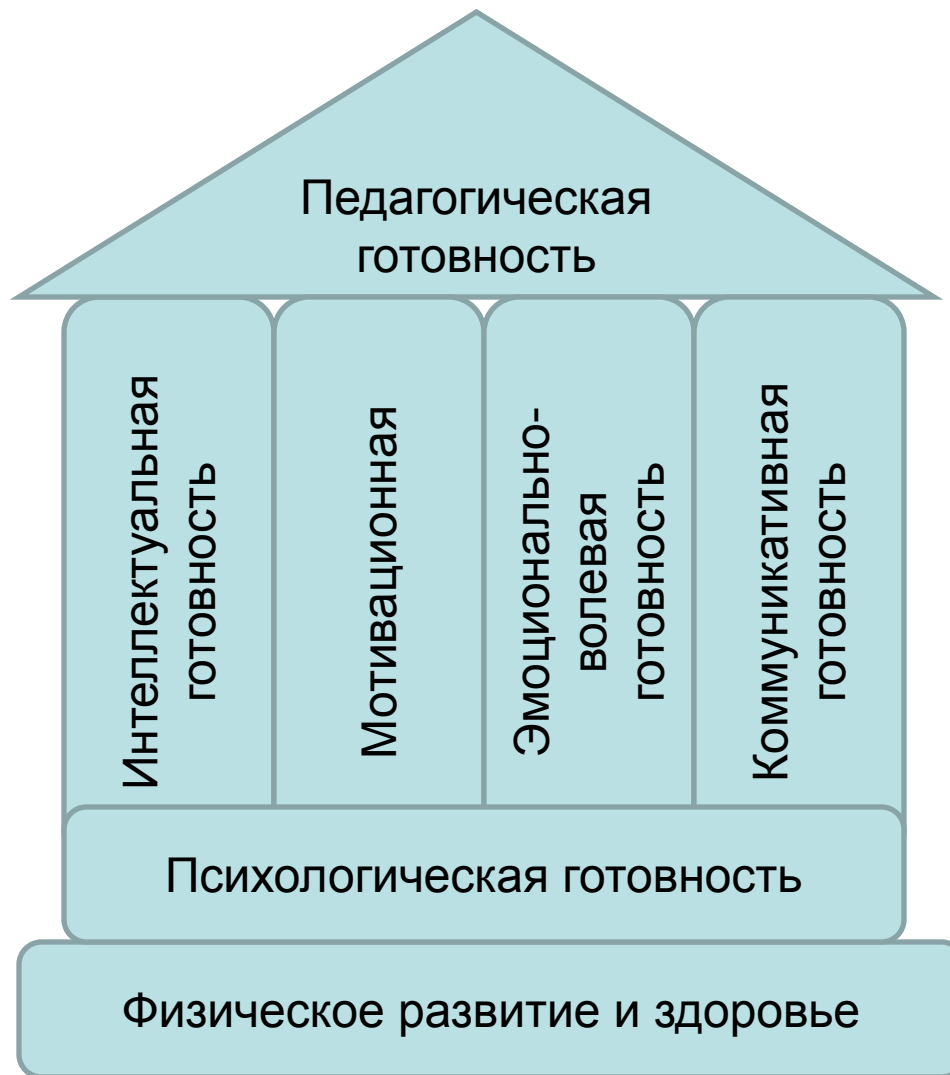 Педагогическая
готовность
Интеллектуальная
готовность
Мотивационная
Эмоционально-
волевая
готовность
Коммуникативная
готовность
Психологическая готовность
Физическое развитие и здоровье